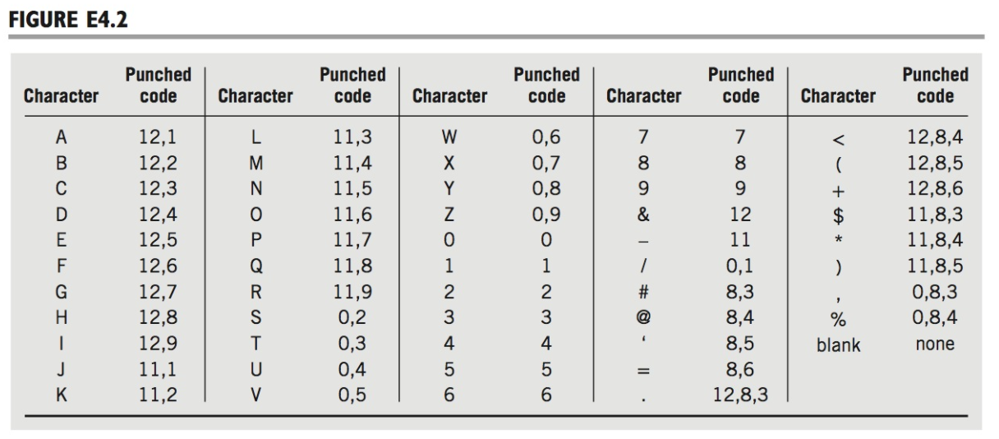 FIGURE E4.2
Character Punched code Character Punched code Character Punched code Character Punched code Character Punched code
A 12,1 L 11,3 W 0,6 7 7 < 12,8,4
B 12,2 M 11,4 X 0,7 8 8 ( 12,8,5
C 12,3 N 11,5 Y 0,8 9 9 + 12,8,6
D 12,4 O 11,6 Z 0,9 & 12 $ 11,8,3
E 12,5 P 11,7 0 0 – 11 * 11,8,4
F 12,6 Q 11,8 1 1 / 0,1 ) 11,8,5
G 12,7 R 11,9 2 2 # 8,3 , 0,8,3
H 12,8 S 0,2 3 3 @ 8,4 % 0,8,4
I 12,9 T 0,3 4 4 ‘ 8,5 blank none
J 11,1 U 0,4 5 5 = 8,6
K 11,2 V 0,5 6 6 . 12,8,3